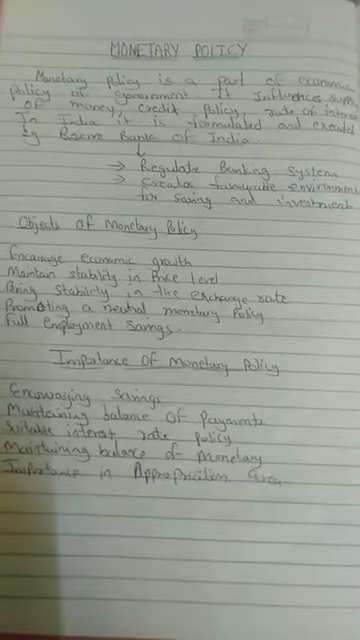 MONETARY POLICY
Monetary policy is a part of economic
Policy of government It Influences supply
of money, credit Policy, rate of interest
In India it is formulated and executed
by Reserve Bank of India.
→ Regulate Banking System
→ Creates favourable environment
for saving and investment
Objects of Monetary Policy
Encourage economic growth
Maintain stability in Price Level
Bring Stability in the exchange rate
Promoting a neutral monetary Policy
Full Employment Savings.
Importance Of Monetary Policy
Encouraging Savings
Maintaining balance of Payments
Suitable interest rate policy
Maintaining balance of Monetary
Importance in